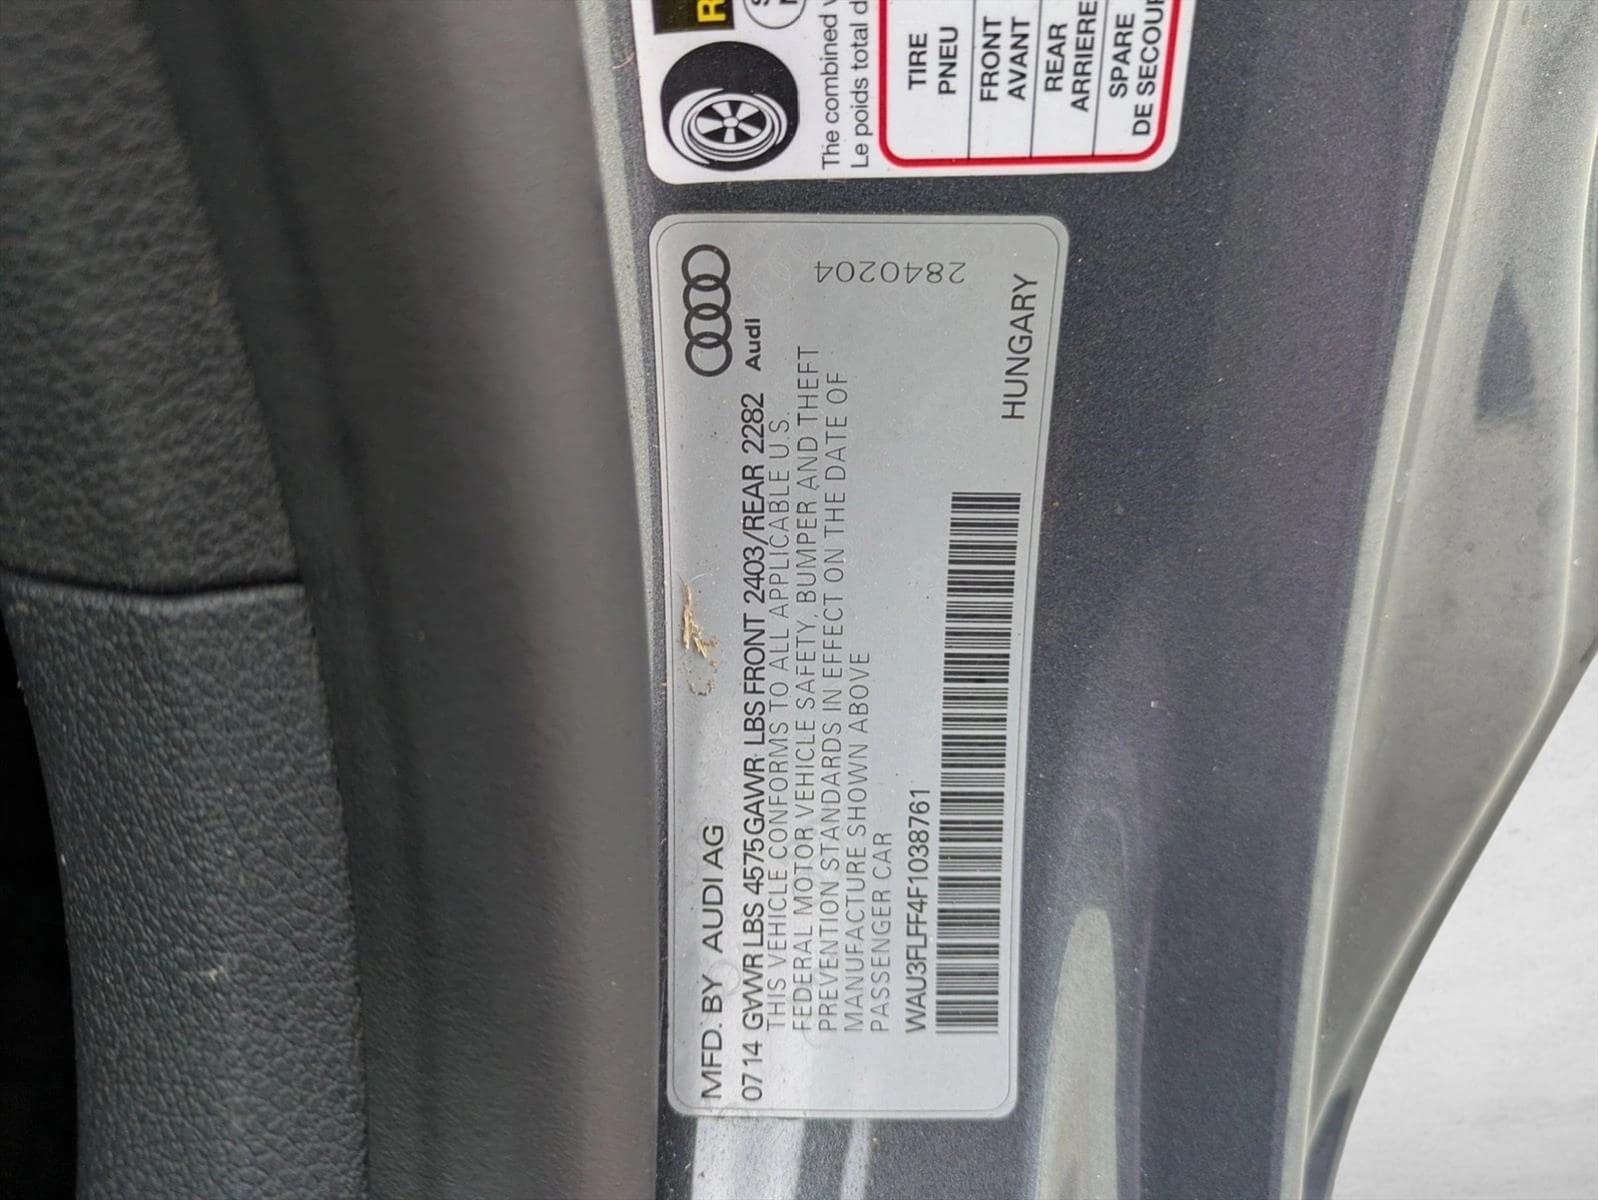 MFD. BY AUDI AG
0714 GVWR LBS 4575 GAWR LBS FRONT 2403/REAR 2282
Audi
THIS VEHICLE CONFORMS TO ALL APPLICABLE U.S.
FEDERAL MOTOR VEHICLE SAFETY, BUMPER AND THEFT
PREVENTION STANDARDS IN EFFECT ON THE DATE OF
MANUFACTURE SHOWN ABOVE
PASSENGER CAR
WAU3FLFF4F1038761
HUNGARY
2840204
The combined
Le poids total d
TIRE
PNEU
FRONT
AVANT
REAR
ARRIERE
SPARE
DE SECOUR